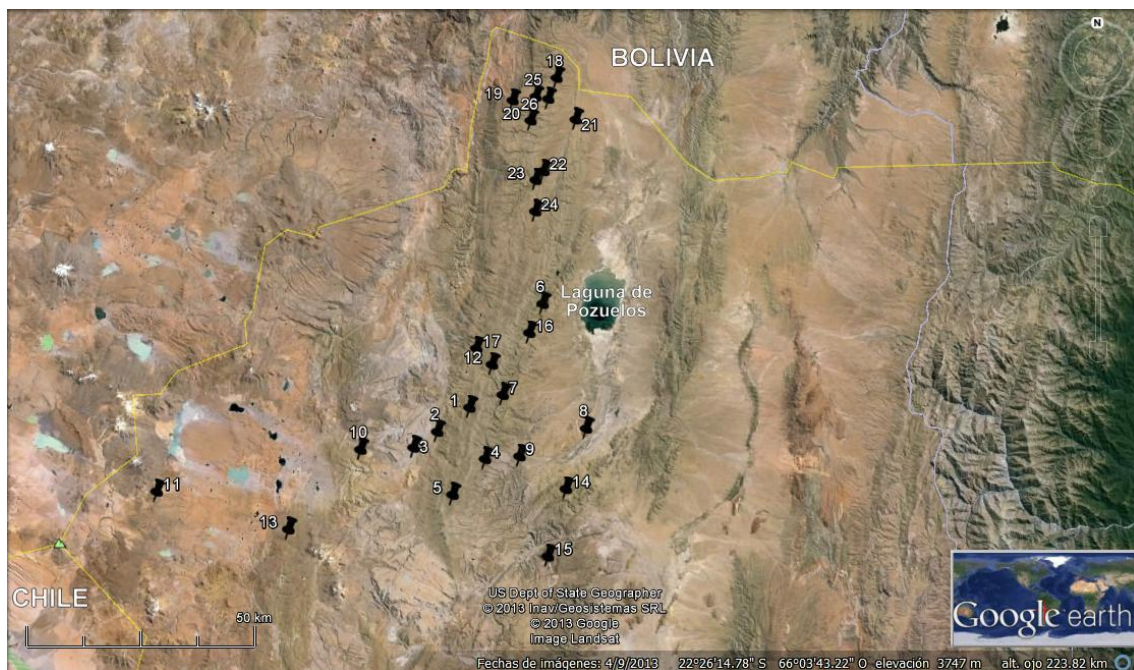 N
BOLIVIA
18
25
19
26
20
21
22
23
24
6
Laguna de
Pozuelos
16
17
12
7
1
2
8
10
3
4
9
11
5
14
13
15
US Dept of State Geographer
© 2013 Inav/Geosistemas SRL
© 2013 Google
Image Landsat
CHILE
50 km
Google earth
Fechas de imágenes: 4/9/2013 22°26'14.78" S 66°03'43.22" O elevación 3747 m alt. ojo 223.82 km